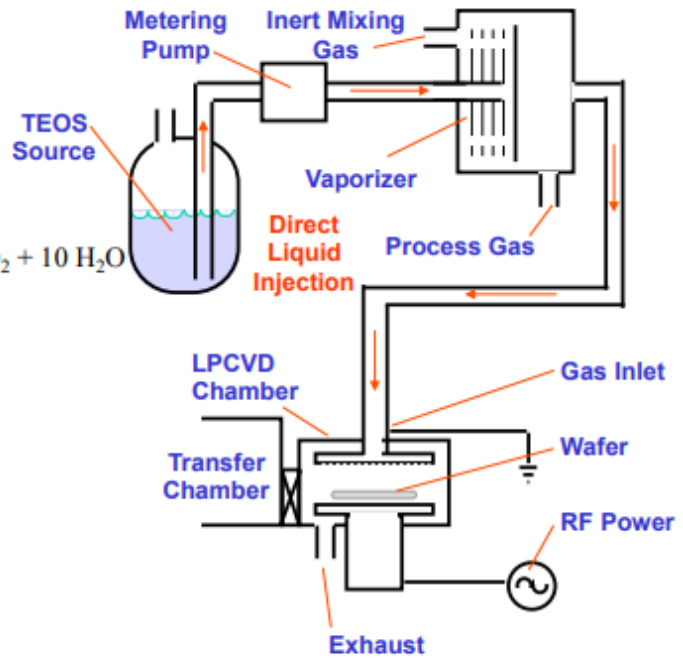 Metering
Pump
Inert Mixing
Gas
TEOS
Source
Vaporizer
Process Gas
Direct
Liquid
Injection
₂ + 10 H₂O
LPCVD
Chamber
Gas Inlet
Wafer
Transfer
Chamber
RF Power
Exhaust